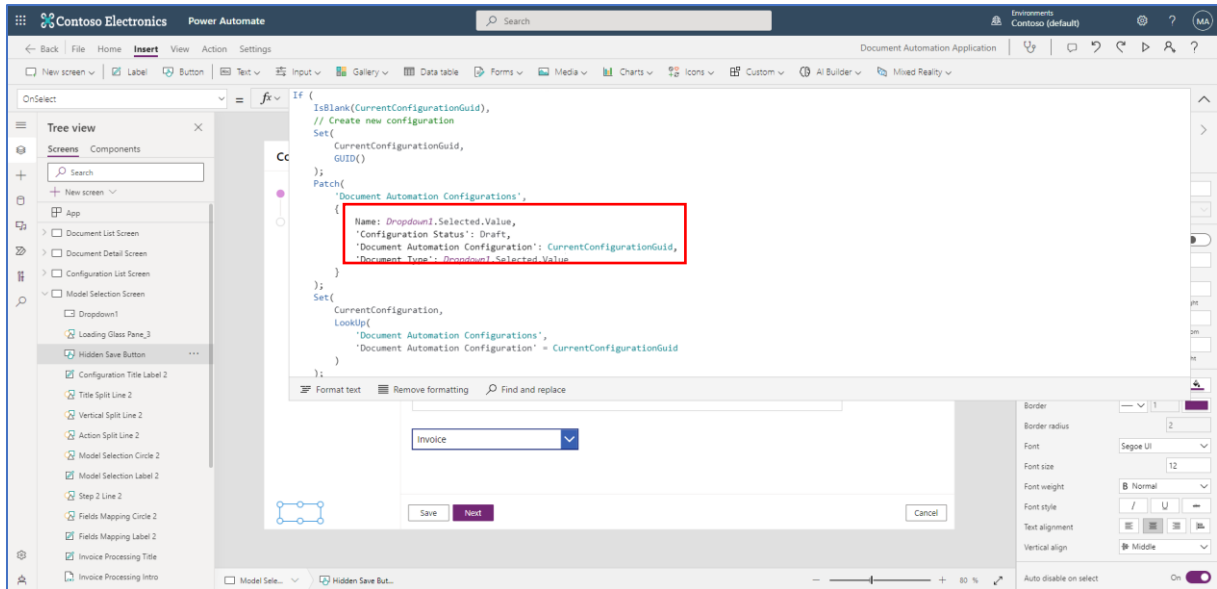 Contoso Electronics Power Automate
Search
Environments
Contoso (default)
?
MA
Back File Home Insert View Action Settings
Document Automation Application
?
New screen Label Button Text Input Gallery Data table Forms Media Charts Icons Custom AI Builder Mixed Reality
OnSelect
= fx
If (
IsBlank(CurrentConfigurationGuid),
// Create new configuration
Set(
CurrentConfigurationGuid,
GUID()
);
Patch(
'Document Automation Configurations',
{
Name: Dropdown1.Selected.Value,
'Configuration Status': Draft,
'Document Automation Configuration': CurrentConfigurationGuid,
'Document Type': Dropdown1.Selected.Value
}
);
Set(
CurrentConfiguration,
LookUp(
'Document Automation Configurations',
'Document Automation Configuration' = CurrentConfigurationGuid
)
);
Format text Remove formatting Find and replace
Tree view
Screens Components
Search
New screen
App
Document List Screen
Document Detail Screen
Configuration List Screen
Model Selection Screen
Dropdown1
Loading Glass Pane_3
Hidden Save Button ...
Configuration Title Label 2
Title Split Line 2
Vertical Split Line 2
Action Split Line 2
Model Selection Circle 2
Model Selection Label 2
Step 2 Line 2
Fields Mapping Circle 2
Fields Mapping Label 2
Invoice Processing Title
Invoice Processing Intro
Co
Invoice
Save Next Cancel
Model Sele... Hidden Save But...
80 %
Border 1
Border radius 2
Font Segoe UI
Font size 12
Font weight B Normal
Font style / U abc
Text alignment
Vertical align Middle
Auto disable on select On